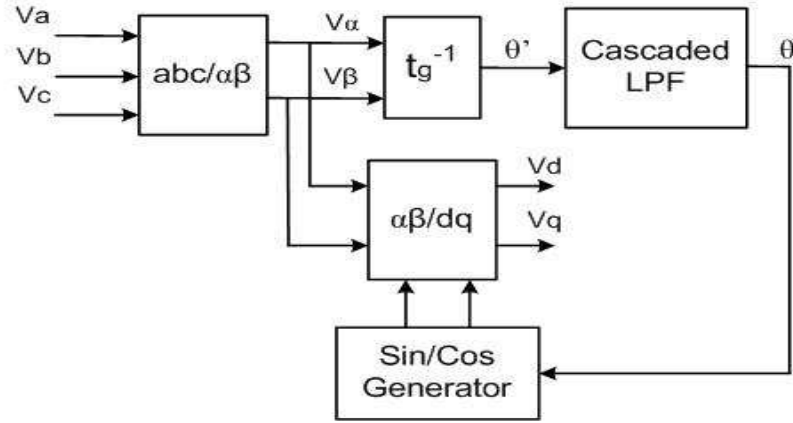 Va
Vb
Vc
abc/αβ
Vα
Vβ
tg-1
θ’
Cascaded
LPF
θ
αβ/dq
Vd
Vq
Sin/Cos
Generator